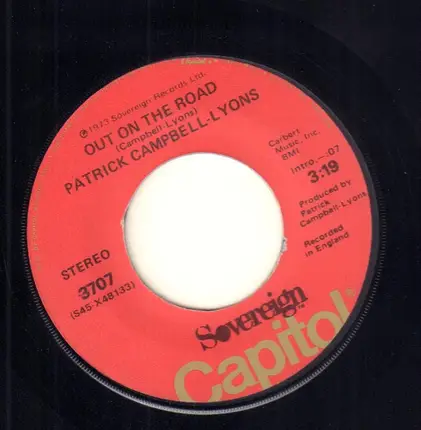 ℗1973 Sovereign Records Ltd.
OUT ON THE ROAD
(Campbell-Lyons)
PATRICK CAMPBELL-LYONS
Carbert
Music, Inc.
BMI
Intro.—:07
3:19
Produced by
Patrick
Campbell-Lyons
Recorded
in England
STEREO
3707
(S45-X48133)
Sovereign
Capitol